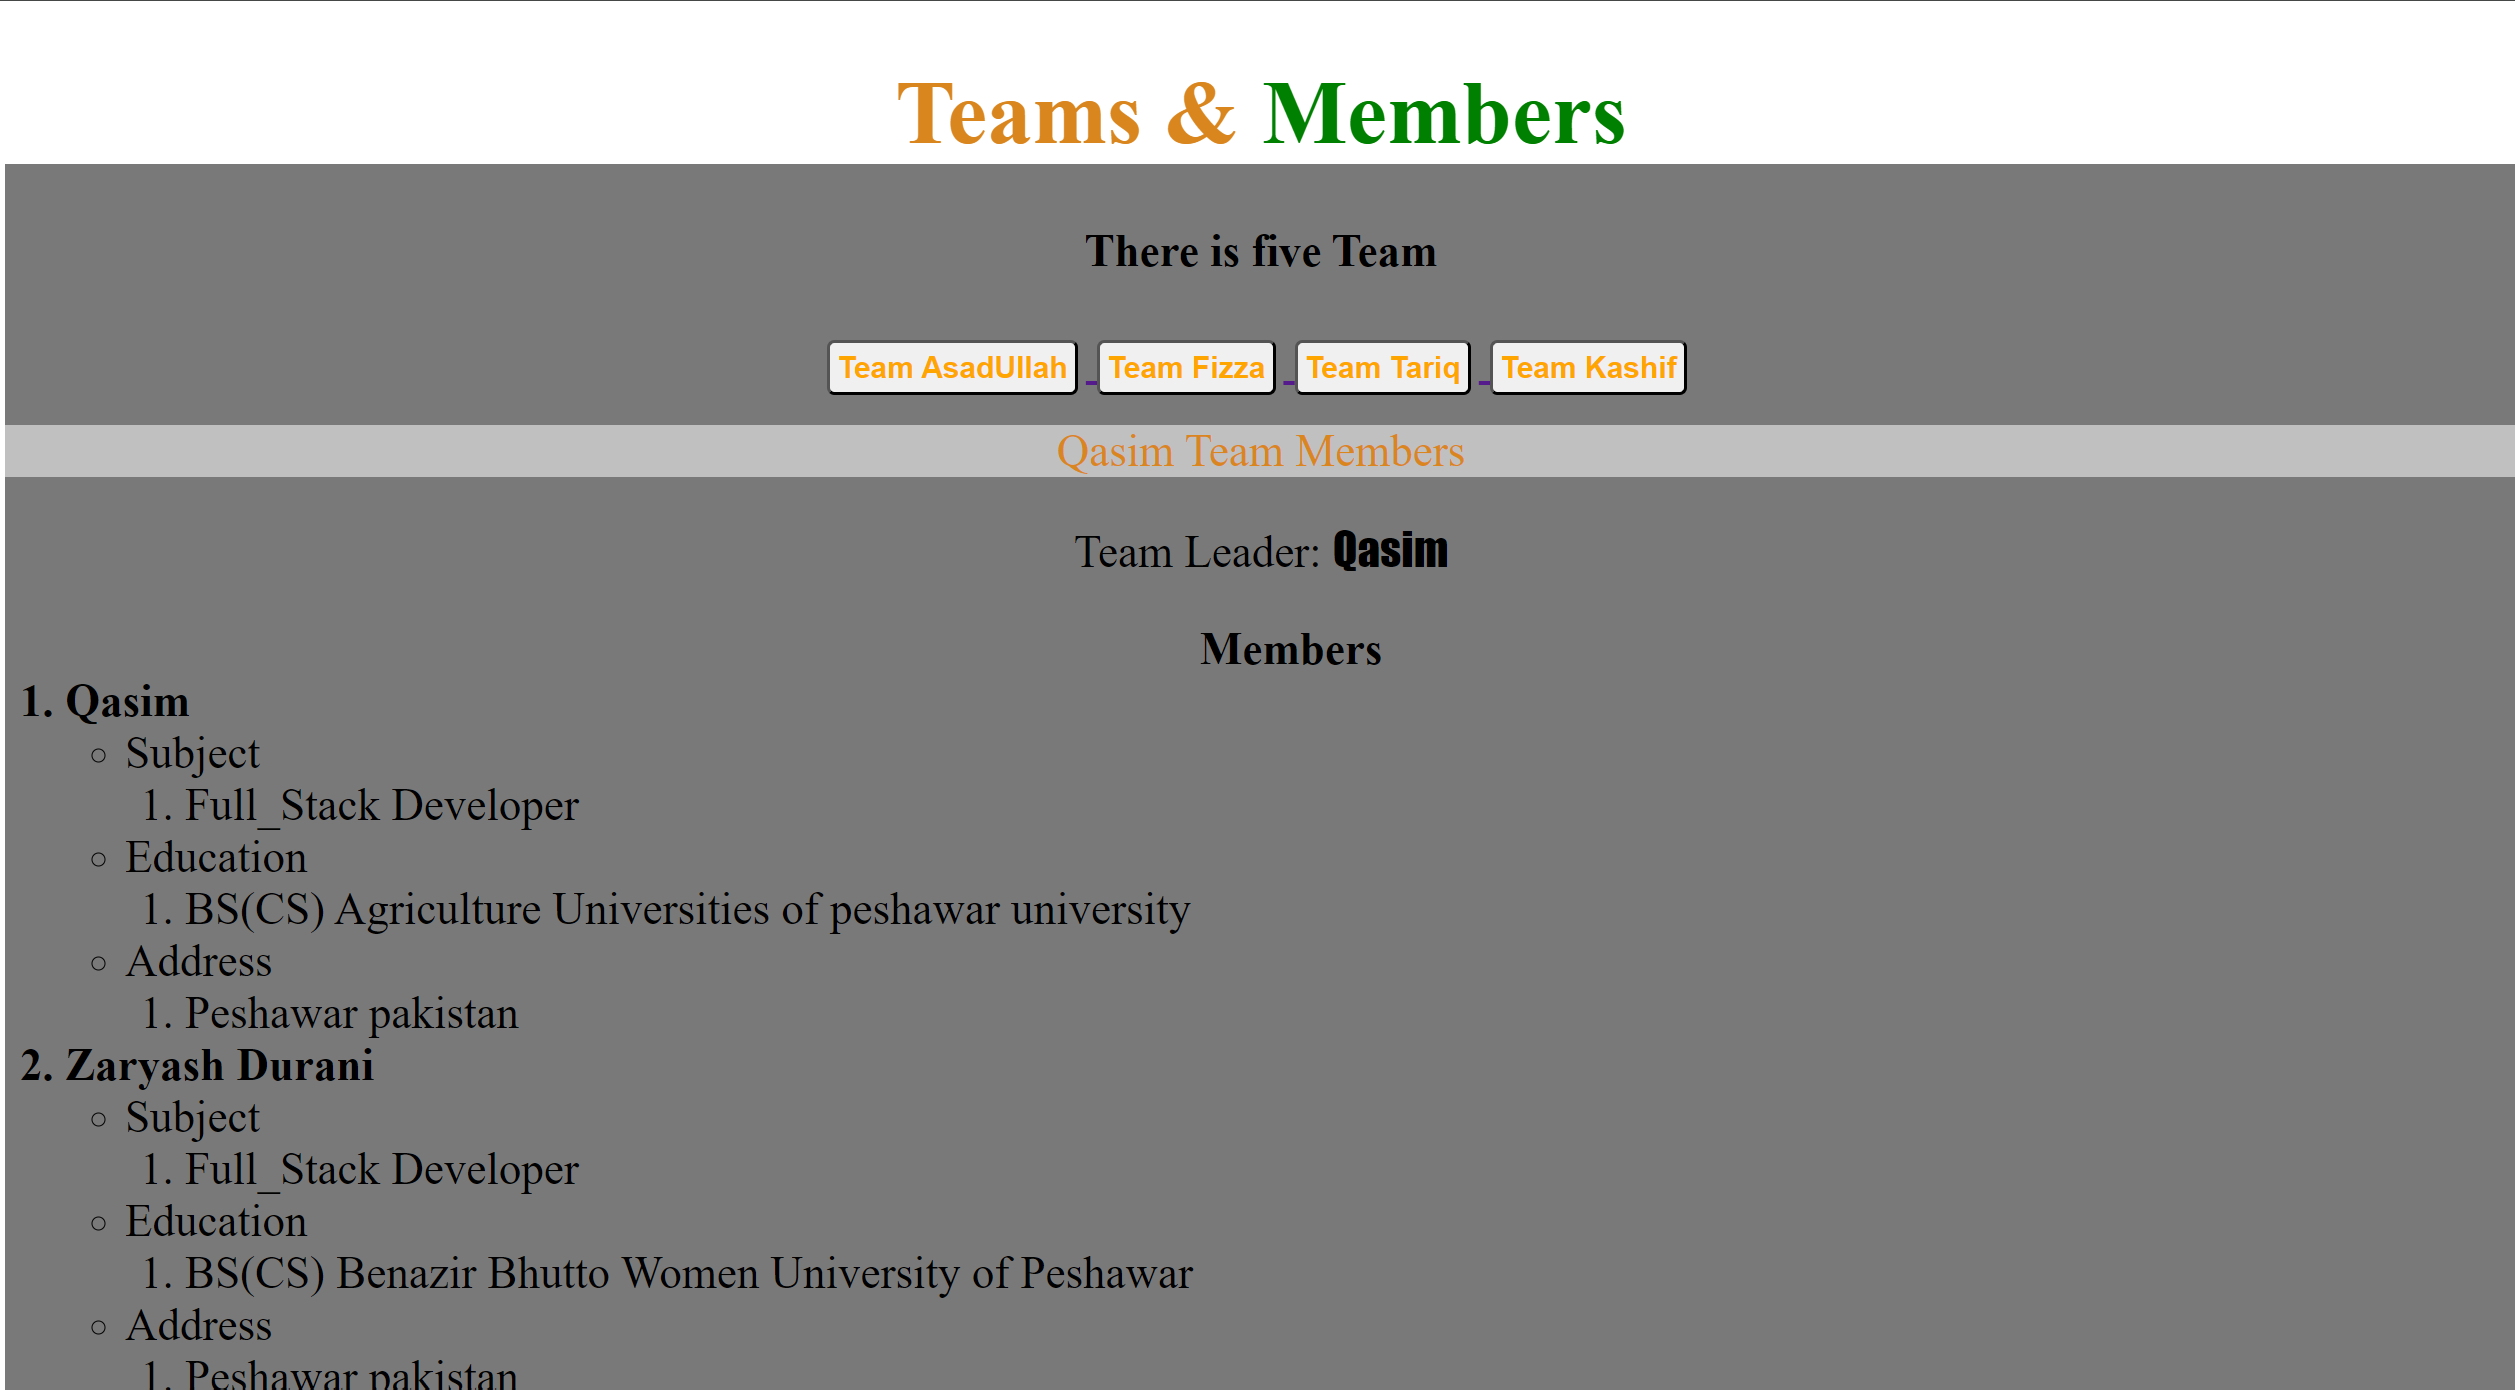 Teams & Members
There is five Team
Team AsadUllah Team Fizza Team Tariq Team Kashif
Qasim Team Members
Team Leader: Qasim
Members
1. Qasim
Subject
1. Full_Stack Developer
Education
1. BS(CS) Agriculture Universities of peshawar university
Address
1. Peshawar pakistan
2. Zaryash Durani
Subject
1. Full_Stack Developer
Education
1. BS(CS) Benazir Bhutto Women University of Peshawar
Address
1. Peshawar pakistan